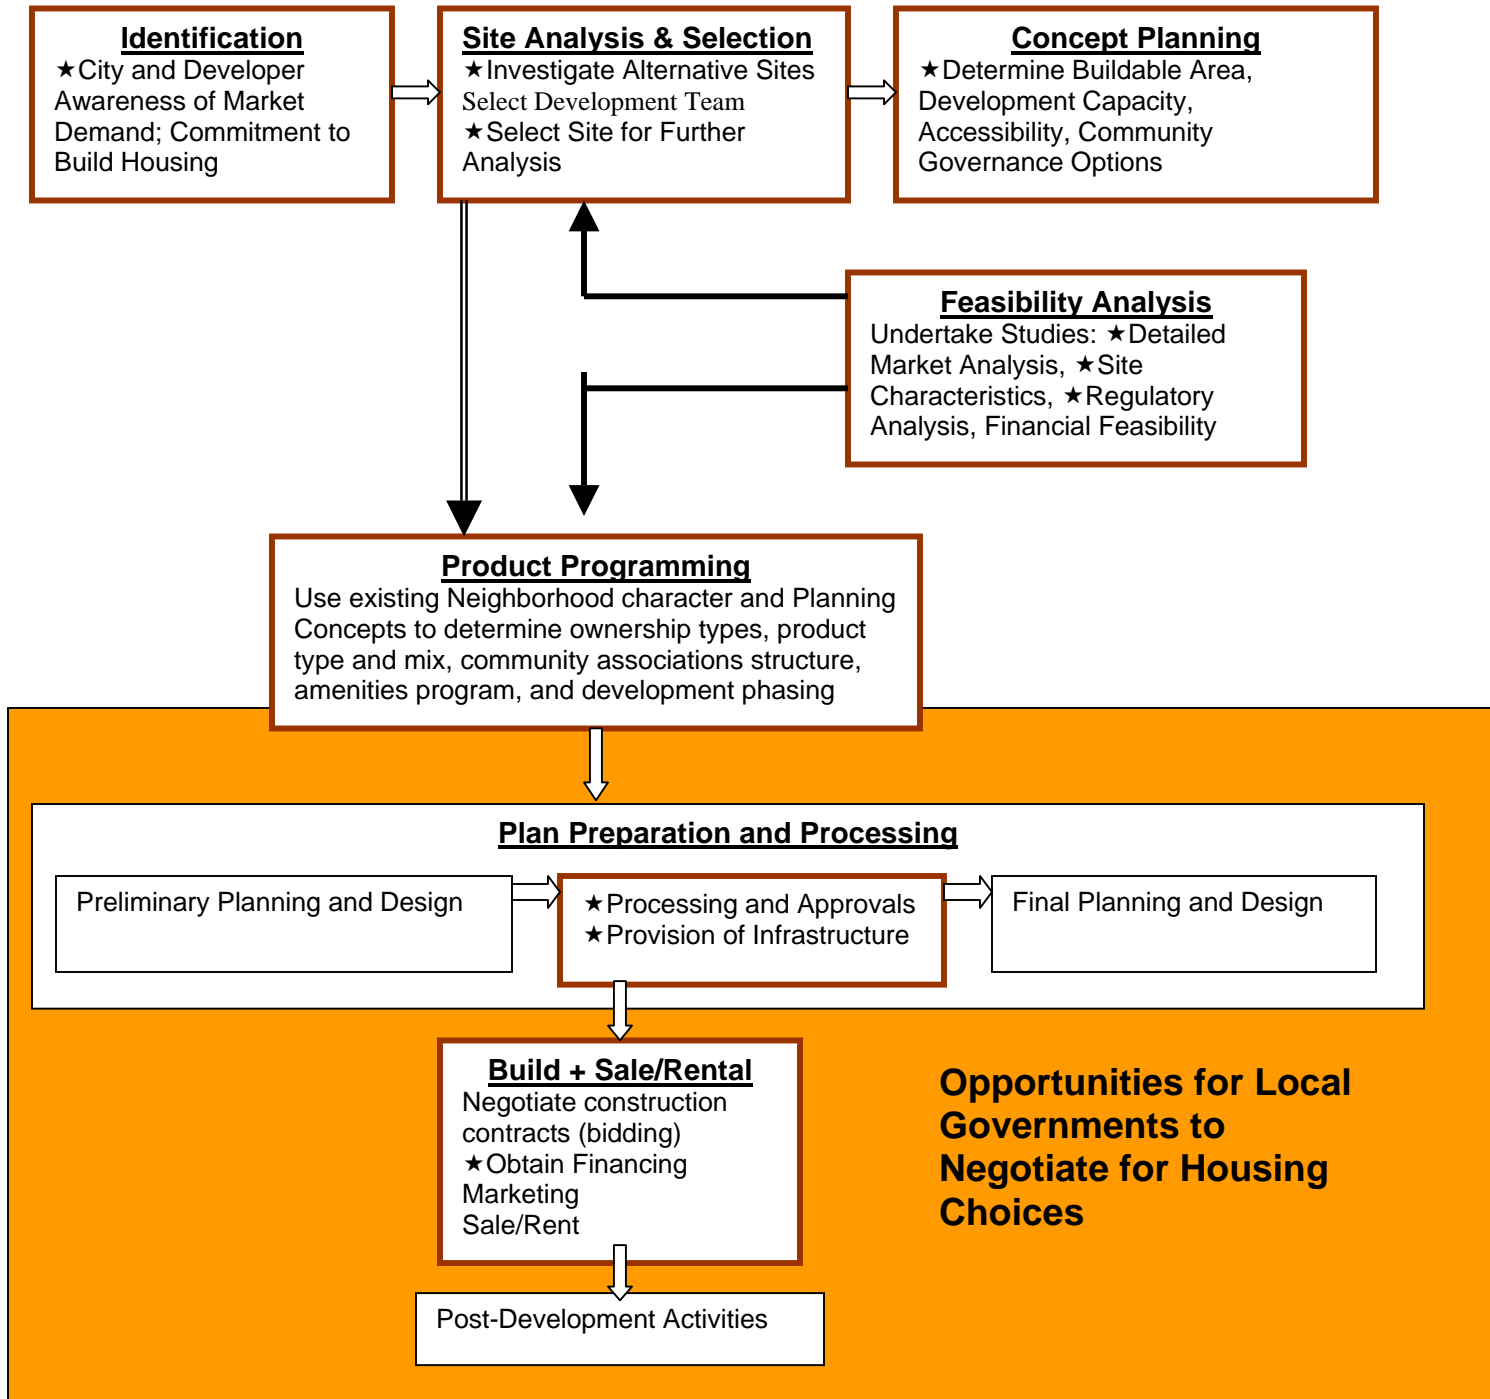 Identification
★City and Developer
Awareness of Market
Demand; Commitment to
Build Housing
Site Analysis & Selection
★Investigate Alternative Sites
Select Development Team
★Select Site for Further
Analysis
Concept Planning
★Determine Buildable Area,
Development Capacity,
Accessibility, Community
Governance Options
Feasibility Analysis
Undertake Studies: ★Detailed
Market Analysis, ★Site
Characteristics, ★Regulatory
Analysis, Financial Feasibility
Product Programming
Use existing Neighborhood character and Planning
Concepts to determine ownership types, product
type and mix, community associations structure,
amenities program, and development phasing
Plan Preparation and Processing
Preliminary Planning and Design
★Processing and Approvals
★Provision of Infrastructure
Final Planning and Design
Build + Sale/Rental
Negotiate construction
contracts (bidding)
★Obtain Financing
Marketing
Sale/Rent
Opportunities for Local
Governments to
Negotiate for Housing
Choices
Post-Development Activities